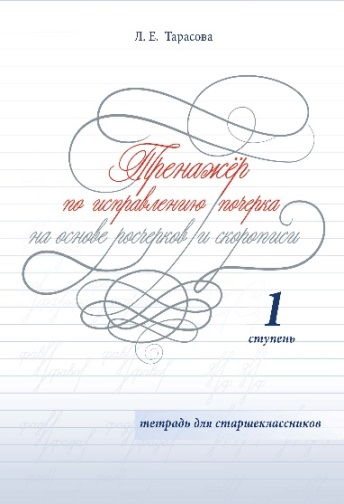 Л. Е. Тарасова
Тренажёр
по исправлению почерка
на основе росчерков и скорописи
1
ступень
тетрадь для старшеклассников